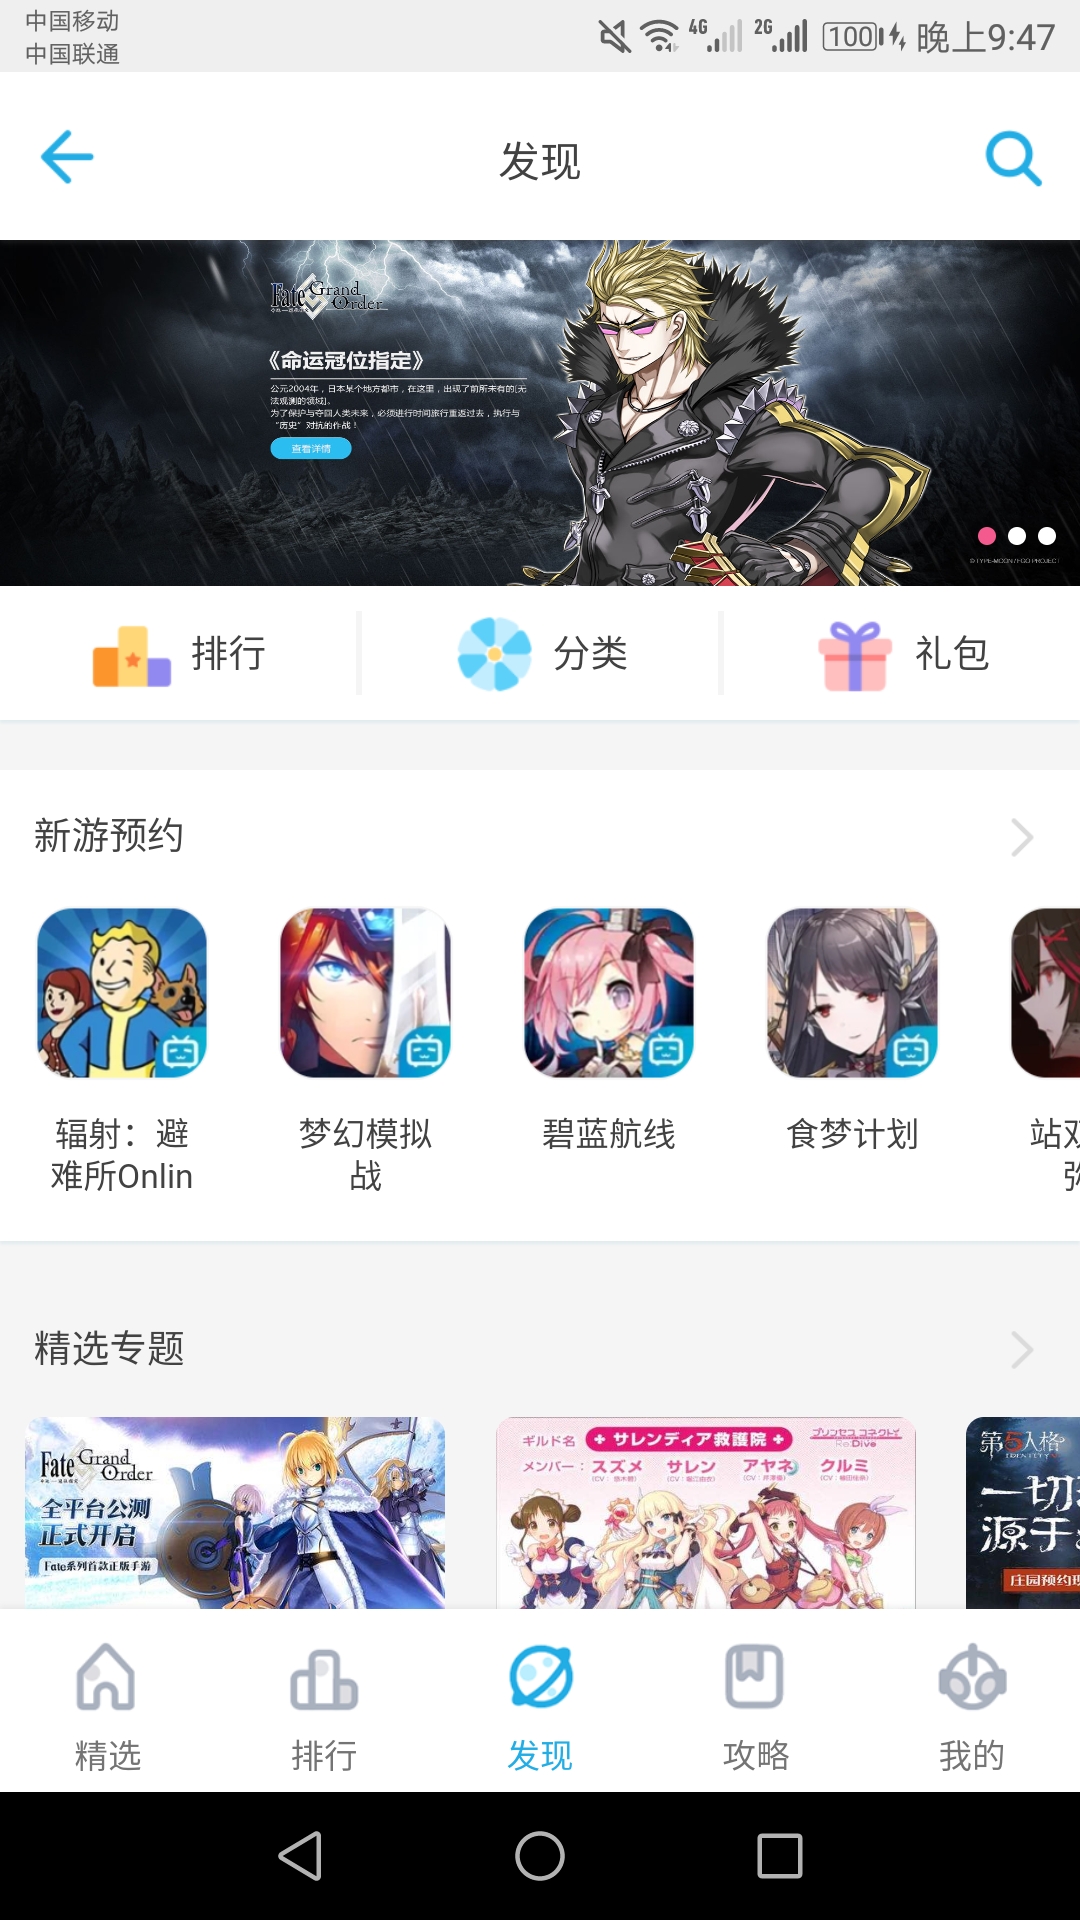 中国移动
中国联通
4G
2G
100
晚上9:47
发现
Fate Grand Order
《命运冠位指定》
公元2004年，日本某个地方都市，在这里，出现了前所未有的[无
法观测的领域]。
为了保护与夺回人类未来，必须进行时间旅行重返过去，执行与
“历史”对抗的作战！
查看详情
© TYPE-MOON / FGO PROJECT
排行
分类
礼包
新游预约
辐射：避
难所Onlin
梦幻模拟
战
碧蓝航线
食梦计划
站双
弥
精选专题
Fate Grand Order
全平台公测
正式开启
Fate系列首款正版手游
ギルド名
サレンディア救護院
プリンセスコネクト!
Re:Dive
メンバー：
スズメ
サレン
アヤネ
クルミ
第5人格
IDENTITY V
一切
源于
庄园预约现
精选
排行
发现
攻略
我的